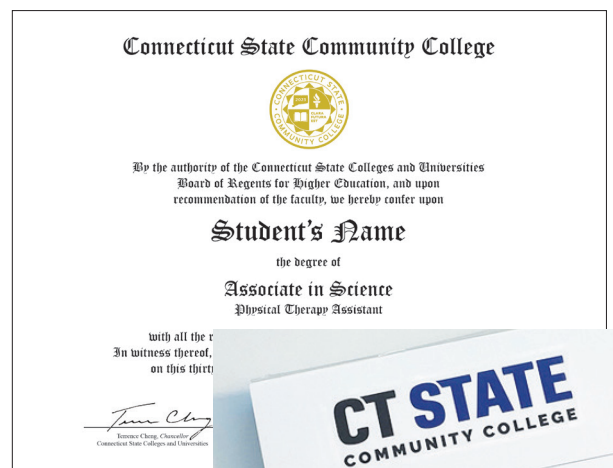 Connecticut State Community College
CONNECTICUT STATE
COMMUNITY COLLEGE
By the authority of the Connecticut State Colleges and Universities
Board of Regents for Higher Education, and upon
recommendation of the faculty, we hereby confer upon
Student's Name
the degree of
Associate in Science
Physical Therapy Assistant
with all the
In witness thereof,
on this
Terrence Cheng, Chancellor
Connecticut State Colleges and Universities
CT STATE
COMMUNITY COLLEGE